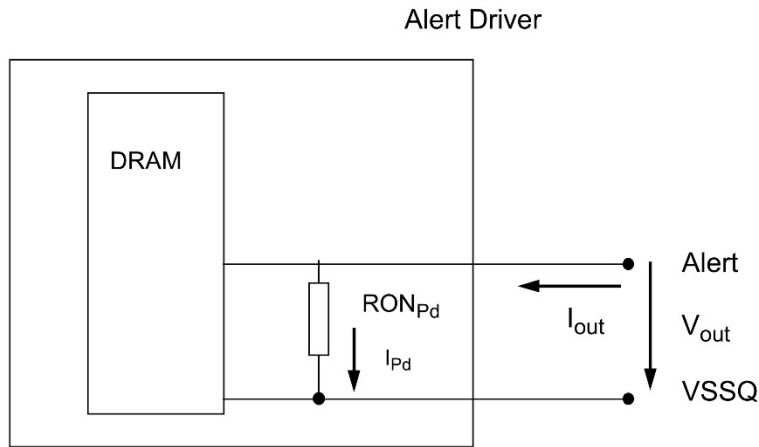 Alert Driver
DRAM
Alert
RONPd
Iout
Vout
IPd
VSSQ